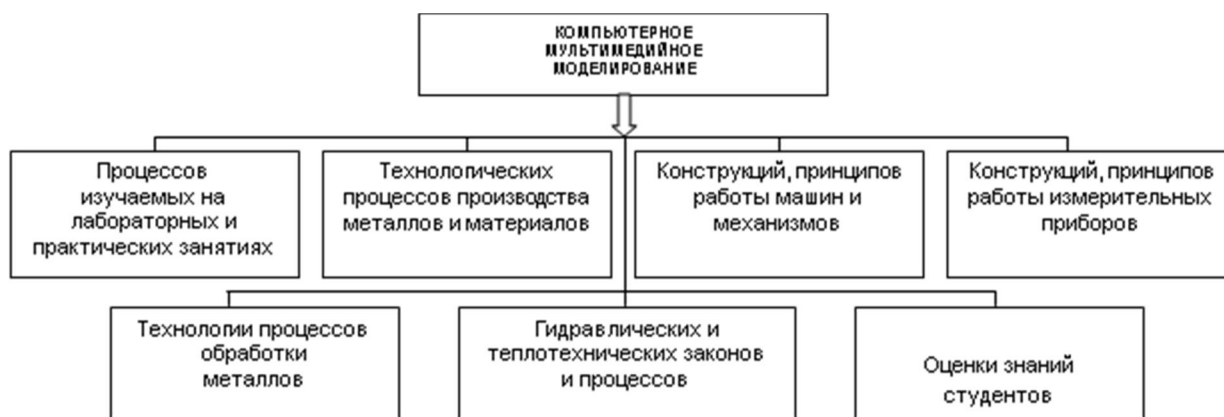 КОМПЬЮТЕРНОЕ
МУЛЬТИМЕДИЙНОЕ
МОДЕЛИРОВАНИЕ
Процессов
изучаемых на
лабораторных и
практических занятиях
Технологических
процессов производства
металлов и материалов
Конструкций, принципов
работы машин и
механизмов
Конструкций, принципов
работы измерительных
приборов
Технологии процессов
обработки
металлов
Гидравлических и
теплотехнических законов
и процессов
Оценки знаний
студентов